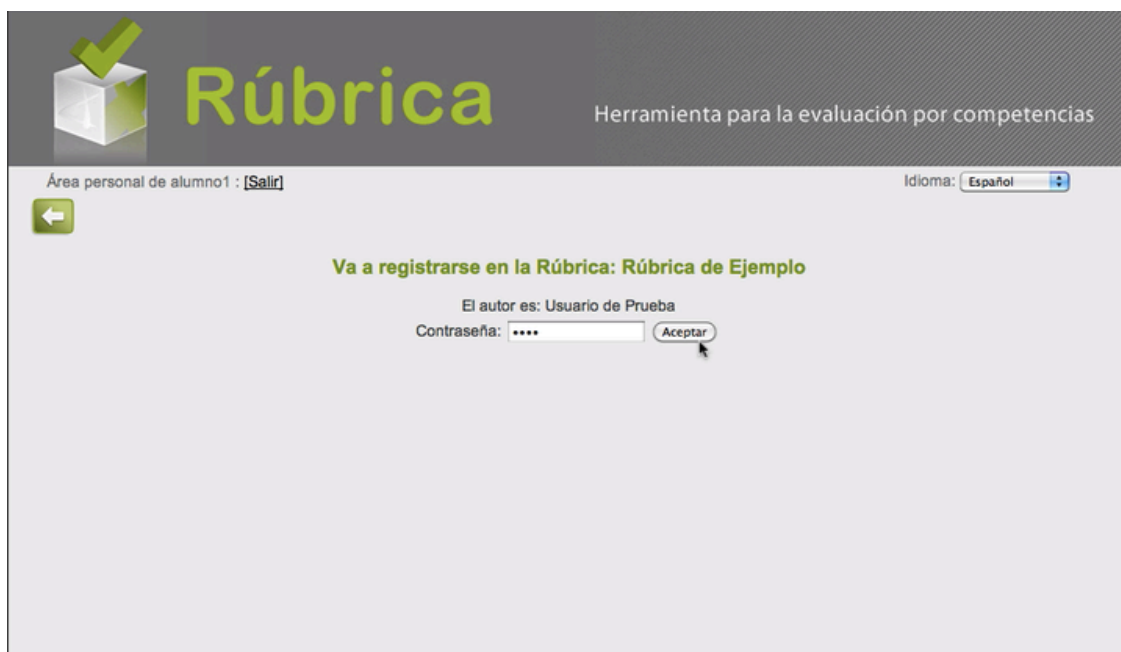 Rúbrica
Herramienta para la evaluación por competencias
Área personal de alumno1 : [Salir]
Idioma: Español
Va a registrarse en la Rúbrica: Rúbrica de Ejemplo
El autor es: Usuario de Prueba
Contraseña: ••••
Aceptar